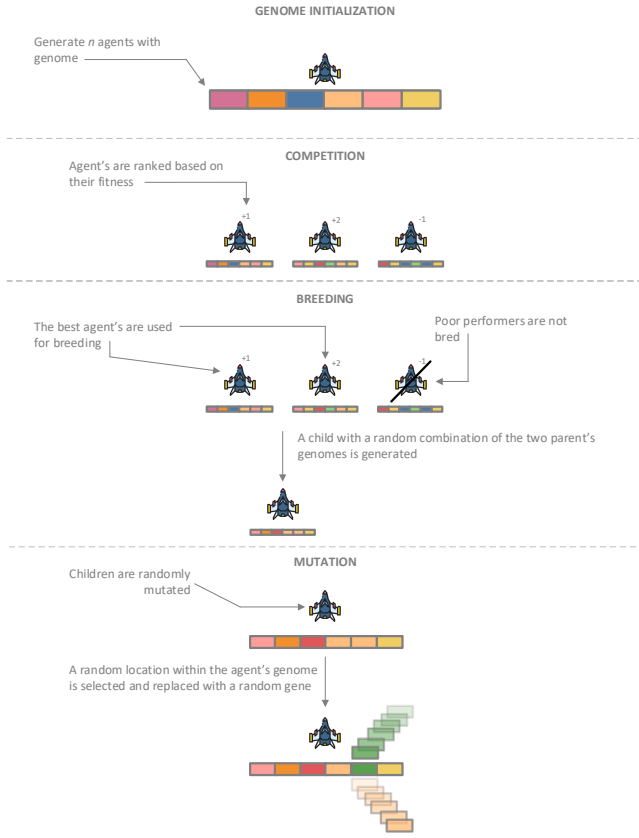 GENOME INITIALIZATION
Generate n agents with
genome
COMPETITION
Agent's are ranked based on
their fitness
+1
+2
-1
BREEDING
The best agent's are used
for breeding
Poor performers are not
bred
+1
+2
-1
A child with a random combination of the two parent's
genomes is generated
MUTATION
Children are randomly
mutated
A random location within the agent's genome
is selected and replaced with a random gene